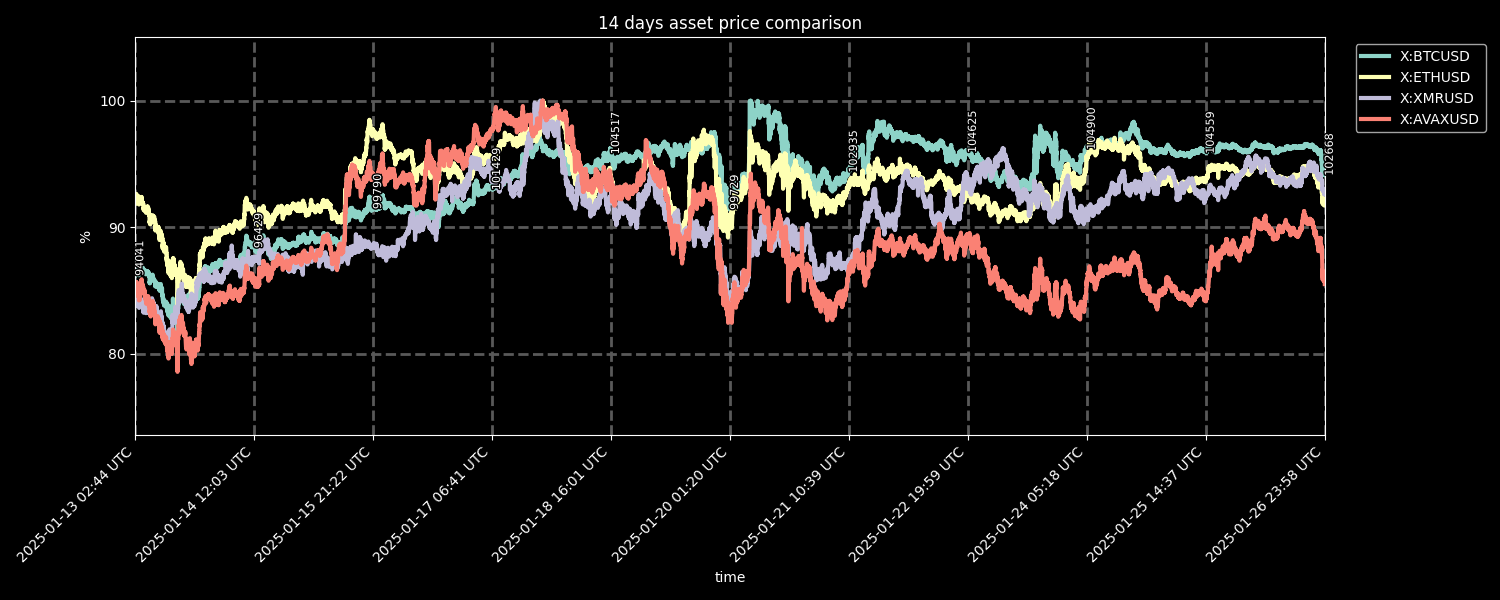 14 days asset price comparison
X:BTCUSD
X:ETHUSD
X:XMRUSD
X:AVAXUSD
100
90
80
%
94041
96429
99790
101429
104517
99729
102935
104625
104900
104559
102668
2025-01-13 02:44 UTC
2025-01-14 12:03 UTC
2025-01-15 21:22 UTC
2025-01-17 06:41 UTC
2025-01-18 16:01 UTC
2025-01-20 01:20 UTC
2025-01-21 10:39 UTC
2025-01-22 19:59 UTC
2025-01-24 05:18 UTC
2025-01-25 14:37 UTC
2025-01-26 23:58 UTC
time